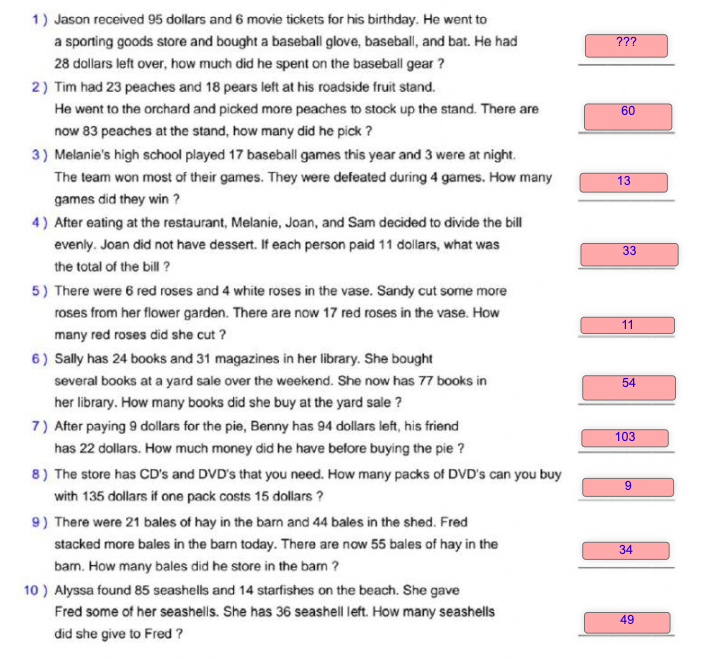 1 ) Jason received 95 dollars and 6 movie tickets for his birthday. He went to
a sporting goods store and bought a baseball glove, baseball, and bat. He had
28 dollars left over, how much did he spent on the baseball gear ?
???
2 ) Tim had 23 peaches and 18 pears left at his roadside fruit stand.
He went to the orchard and picked more peaches to stock up the stand. There are
now 83 peaches at the stand, how many did he pick ?
60
3 ) Melanie's high school played 17 baseball games this year and 3 were at night.
The team won most of their games. They were defeated during 4 games. How many
games did they win ?
13
4 ) After eating at the restaurant, Melanie, Joan, and Sam decided to divide the bill
evenly. Joan did not have dessert. If each person paid 11 dollars, what was
the total of the bill ?
33
5 ) There were 6 red roses and 4 white roses in the vase. Sandy cut some more
roses from her flower garden. There are now 17 red roses in the vase. How
many red roses did she cut ?
11
6 ) Sally has 24 books and 31 magazines in her library. She bought
several books at a yard sale over the weekend. She now has 77 books in
her library. How many books did she buy at the yard sale ?
54
7 ) After paying 9 dollars for the pie, Benny has 94 dollars left, his friend
has 22 dollars. How much money did he have before buying the pie ?
103
8 ) The store has CD's and DVD's that you need. How many packs of DVD's can you buy
with 135 dollars if one pack costs 15 dollars ?
9
9 ) There were 21 bales of hay in the barn and 44 bales in the shed. Fred
stacked more bales in the barn today. There are now 55 bales of hay in the
barn. How many bales did he store in the barn ?
34
10 ) Alyssa found 85 seashells and 14 starfishes on the beach. She gave
Fred some of her seashells. She has 36 seashell left. How many seashells
did she give to Fred ?
49